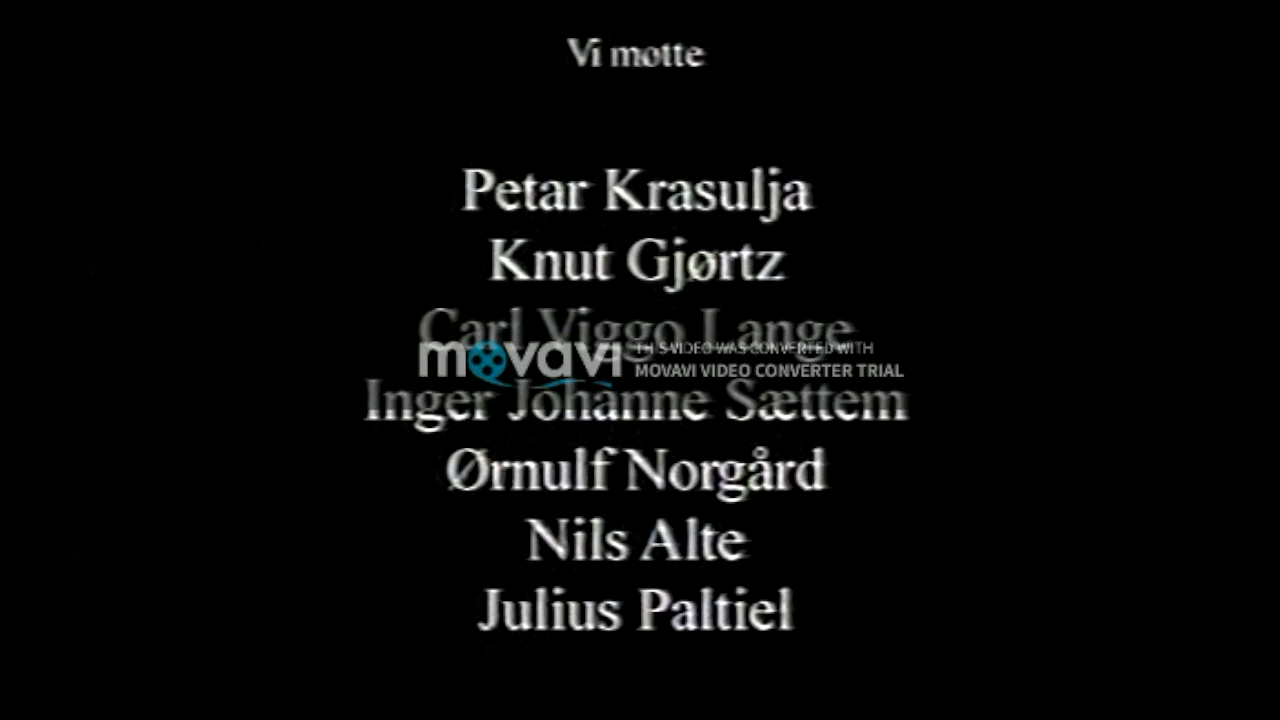 Vi møtte
Petar Krasulja
Knut Gjørtz
Carl Viggo Lange
movavi
THIS VIDEO WAS CONVERTED WITH
MOVAVI VIDEO CONVERTER TRIAL
Inger Johanne Sættem
Ørnulf Norgård
Nils Alte
Julius Paltiel